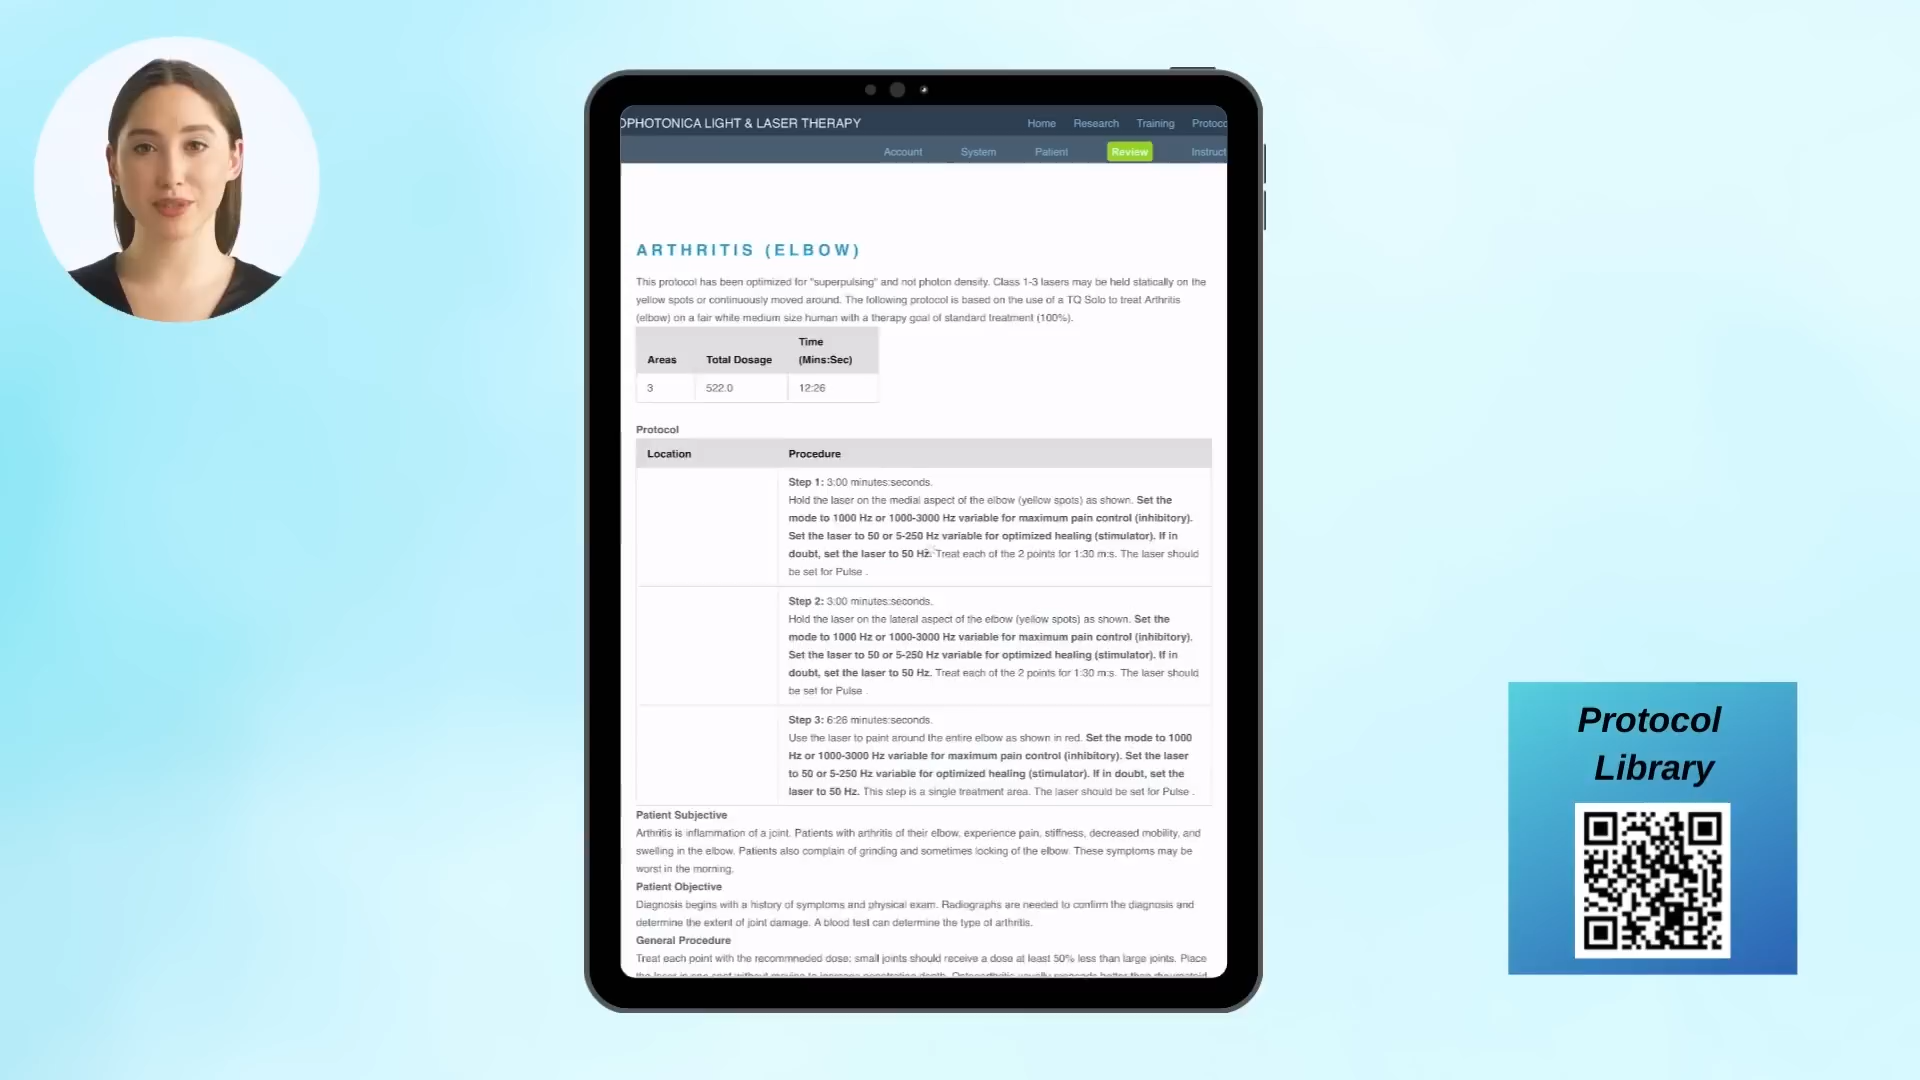 OPHOTONICA LIGHT & LASER THERAPY
Home Research Training Protoco
Account System Patient Review Instruct
ARTHRITIS (ELBOW)
This protocol has been optimized for "superpulsing" and not photon density. Class 1-3 lasers may be held statically on the
yellow spots or continuously moved around. The following protocol is based on the use of a TQ Solo to treat Arthritis
(elbow) on a fair white medium size human with a therapy goal of standard treatment (100%).
Areas Total Dosage Time (Mins:Sec)
3 522.0 12:26
Protocol
Location Procedure
Step 1: 3:00 minutes:seconds.
Hold the laser on the medial aspect of the elbow (yellow spots) as shown. Set the
mode to 1000 Hz or 1000-3000 Hz variable for maximum pain control (inhibitory).
Set the laser to 50 or 5-250 Hz variable for optimized healing (stimulator). If in
doubt, set the laser to 50 Hz. Treat each of the 2 points for 1:30 m:s. The laser should
be set for Pulse .
Step 2: 3:00 minutes:seconds.
Hold the laser on the lateral aspect of the elbow (yellow spots) as shown. Set the
mode to 1000 Hz or 1000-3000 Hz variable for maximum pain control (inhibitory).
Set the laser to 50 or 5-250 Hz variable for optimized healing (stimulator). If in
doubt, set the laser to 50 Hz. Treat each of the 2 points for 1:30 m:s. The laser should
be set for Pulse .
Step 3: 6:26 minutes:seconds.
Use the laser to paint around the entire elbow as shown in red. Set the mode to 1000
Hz or 1000-3000 Hz variable for maximum pain control (inhibitory). Set the laser
to 50 or 5-250 Hz variable for optimized healing (stimulator). If in doubt, set the
laser to 50 Hz. This step is a single treatment area. The laser should be set for Pulse .
Patient Subjective
Arthritis is inflammation of a joint. Patients with arthritis of their elbow, experience pain, stiffness, decreased mobility, and
swelling in the elbow. Patients also complain of grinding and sometimes locking of the elbow. These symptoms may be
worst in the morning.
Patient Objective
Diagnosis begins with a history of symptoms and physical exam. Radiographs are needed to confirm the diagnosis and
determine the extent of joint damage. A blood test can determine the type of arthritis.
General Procedure
Treat each point with the recommneded dose: small joints should receive a dose at least 50% less than large joints. Place
Protocol
Library